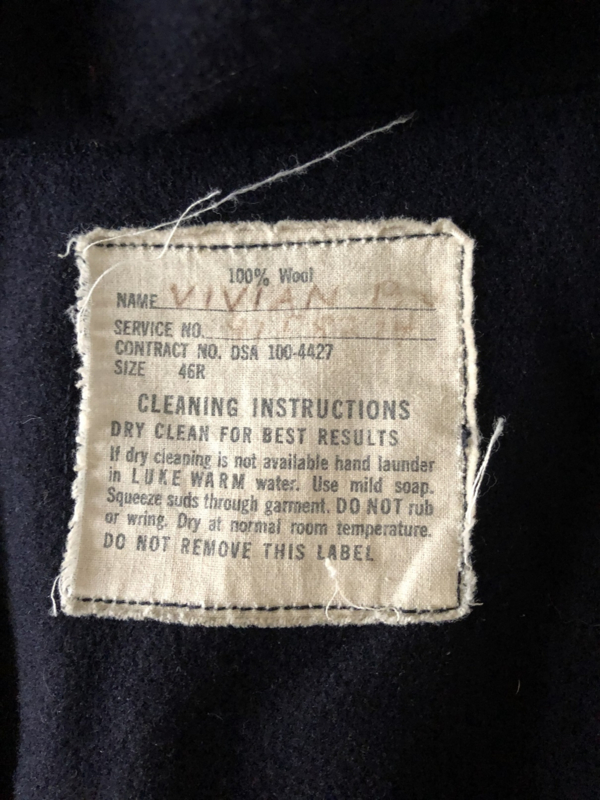 100% Wool
NAME VIVIAN
SERVICE NO.
CONTRACT NO. DSA 100-4427
SIZE 46R
CLEANING INSTRUCTIONS
DRY CLEAN FOR BEST RESULTS
If dry cleaning is not available hand launder
in LUKE WARM water. Use mild soap.
Squeeze suds through garment. DO NOT rub
or wring. Dry at normal room temperature.
DO NOT REMOVE THIS LABEL